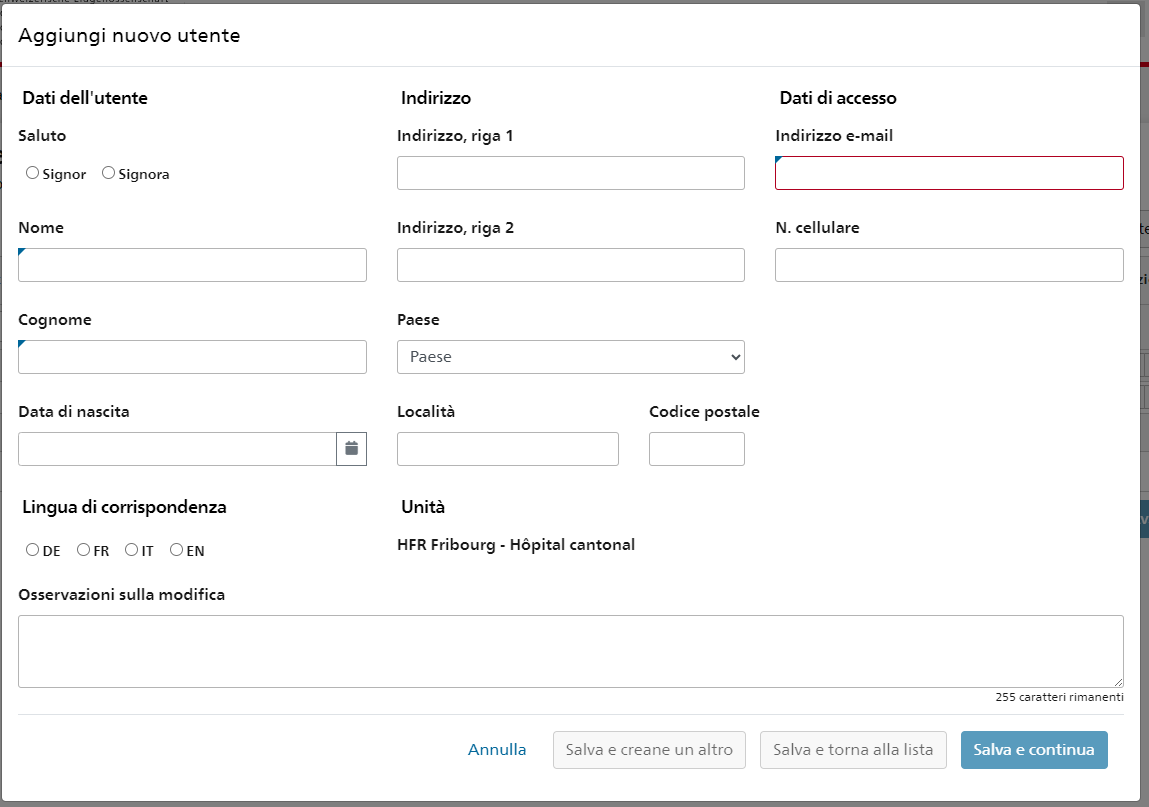 Aggiungi nuovo utente
Dati dell'utente
Saluto
Signor Signora
Nome
Cognome
Data di nascita
Lingua di corrispondenza
DE FR IT EN
Indirizzo
Indirizzo, riga 1
Indirizzo, riga 2
Paese
Paese
Località Codice postale
Unità
HFR Fribourg - Hôpital cantonal
Dati di accesso
Indirizzo e-mail
N. cellulare
Osservazioni sulla modifica
255 caratteri rimanenti
Annulla Salva e creane un altro Salva e torna alla lista Salva e continua